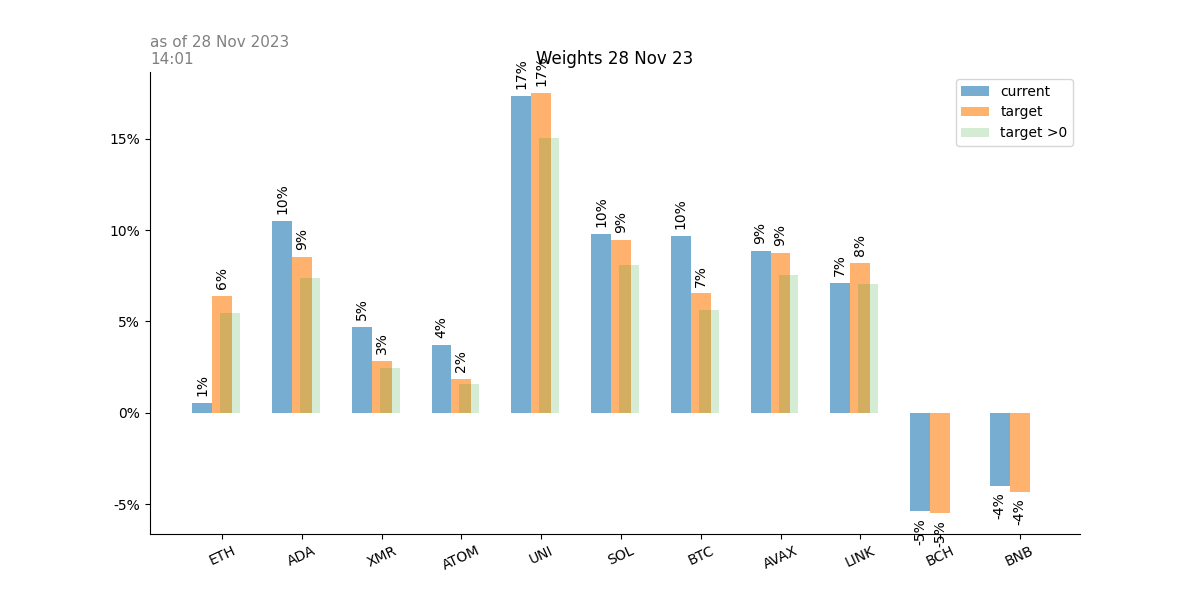 as of 28 Nov 2023
14:01
Weights 28 Nov 23
current
target
target >0
15%
10%
5%
0%
-5%
1%
6%
10%
9%
5%
3%
4%
2%
17%
17%
10%
9%
10%
7%
9%
9%
7%
8%
-5%
-5%
-4%
-4%
ETH
ADA
XMR
ATOM
UNI
SOL
BTC
AVAX
LINK
BCH
BNB